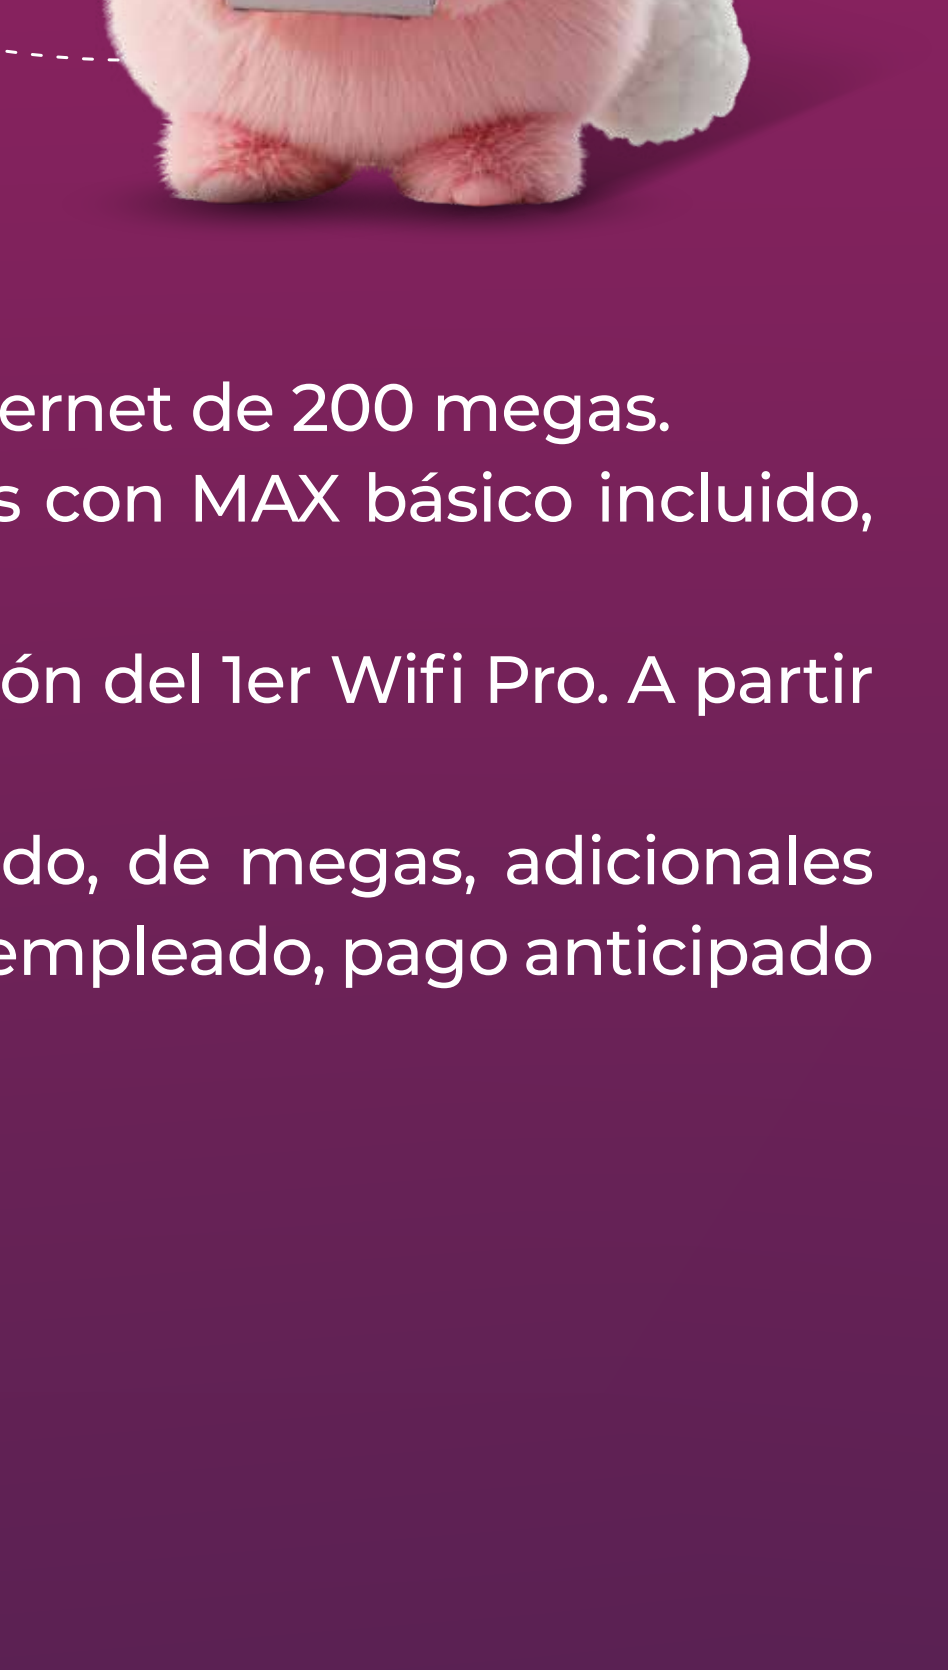 ernet de 200 megas.
s con MAX básico incluido,
ón del 1er Wifi Pro. A partir
do, de megas, adicionales
empleado, pago anticipado